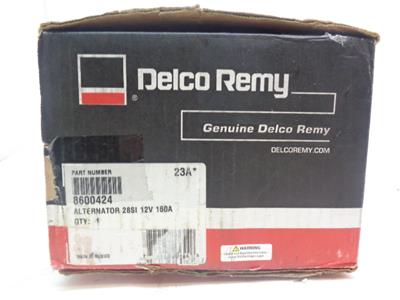 Delco Remy
®
Genuine Delco Remy
DELCOREMY.COM
PART NUMBER 23A*
8600424
ALTERNATOR 28SI 12V 160A
QTY: 1
WARNING